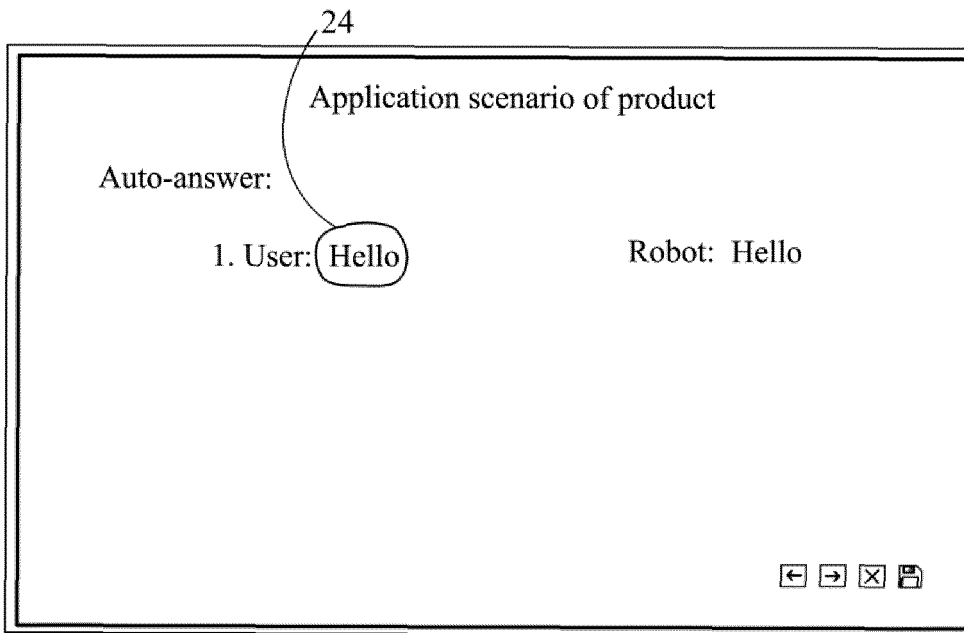 24
Application scenario of product
Auto-answer:
1. User: Hello Robot: Hello